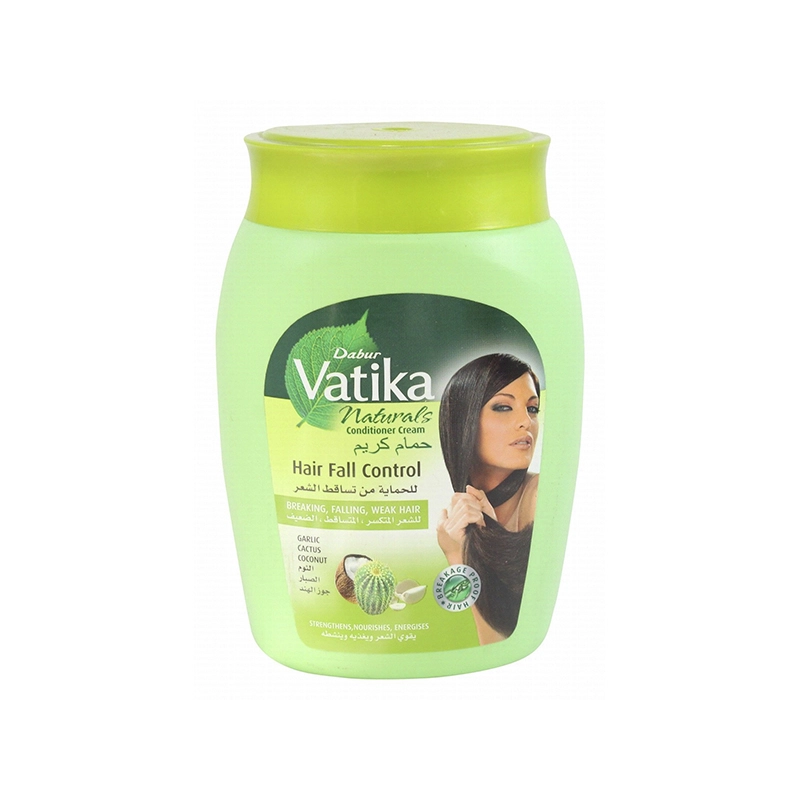 Dabur
Vatika
Naturals
Conditioner Cream
حمام كريم
Hair Fall Control
للحماية من تساقط الشعر
BREAKING, FALLING, WEAK HAIR
للشعر المتكسر، المتساقط، الضعيف
GARLIC
CACTUS
COCONUT
الثوم
الصبار
جوز الهند
BREAKAGE PROOF HAIR
STRENGTHENS, NOURISHES, ENERGISES
يقوي الشعر ويغذيه وينشطه